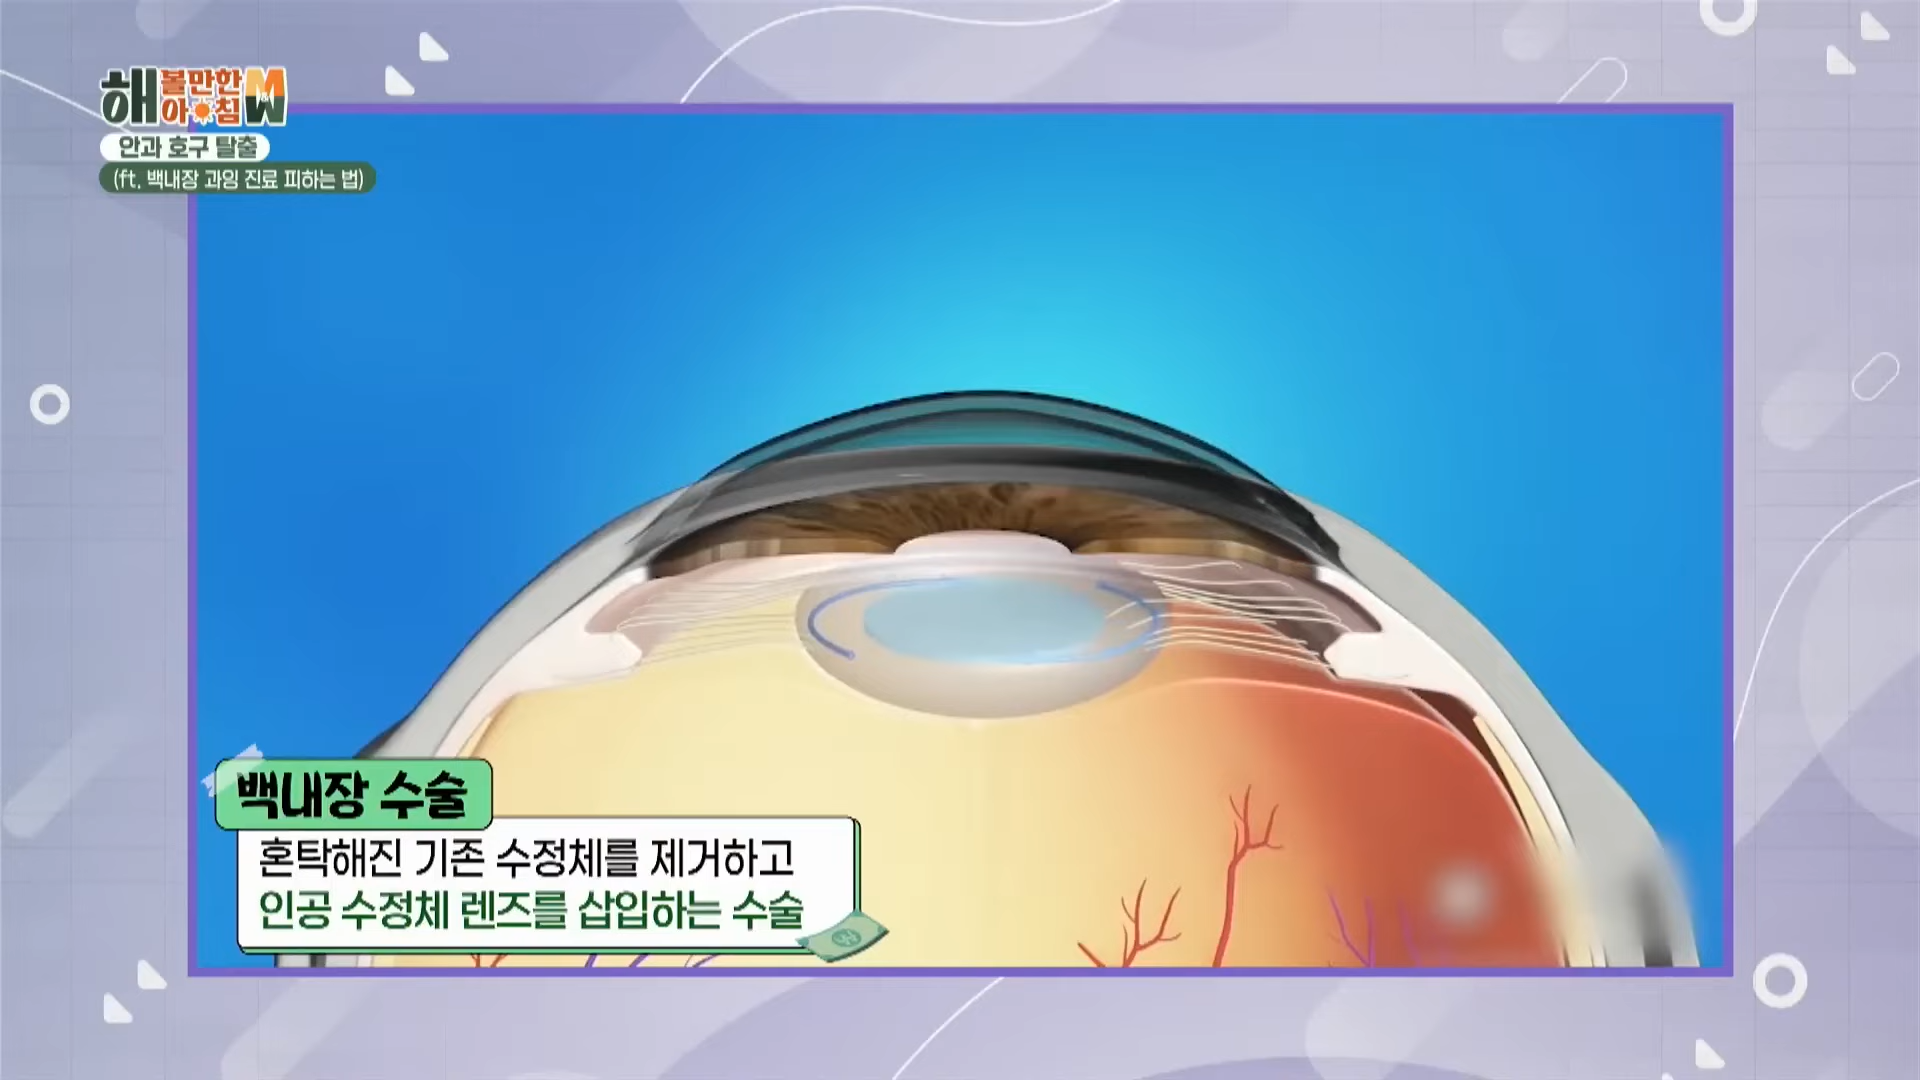 해볼만한
아침 M&W
안과 호구 탈출
(ft. 백내장 과잉 진료 피하는 법)
백내장 수술
혼탁해진 기존 수정체를 제거하고
인공 수정체 렌즈를 삽입하는 수술